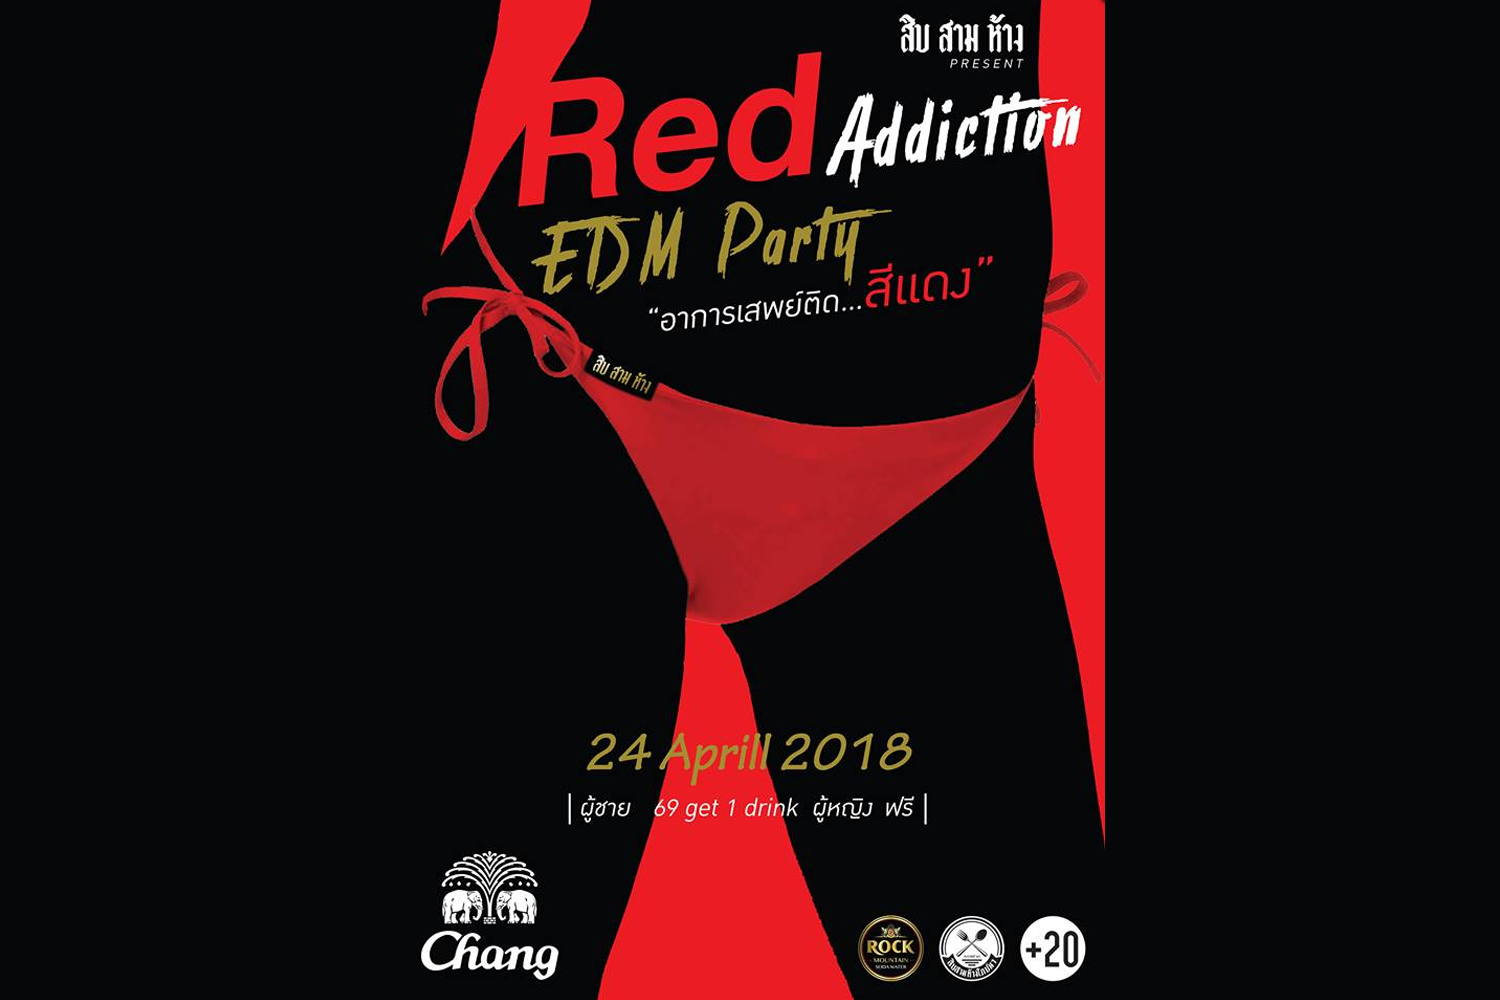 สิบ สาม ห้าง
PRESENT
Red Addiction
EDM Party
“อาการเสพย์ติด...สีแดง”
สิบ สาม ห้าง
24 Aprill 2018
| ผู้ชาย 69 get 1 drink ผู้หญิง ฟรี |
Chang
ROCK
MOUNTAIN
SODA WATER
+20